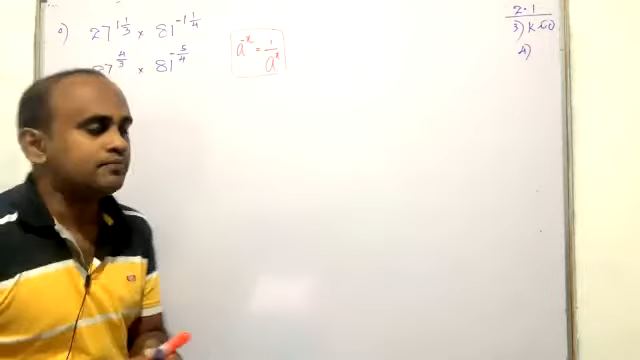 o) 27^{1 1/3} × 81^{-1 1/4}
27^{4/3} × 81^{-5/4}
a^{-x} = 1/a^{x}
2.1
3)
4)